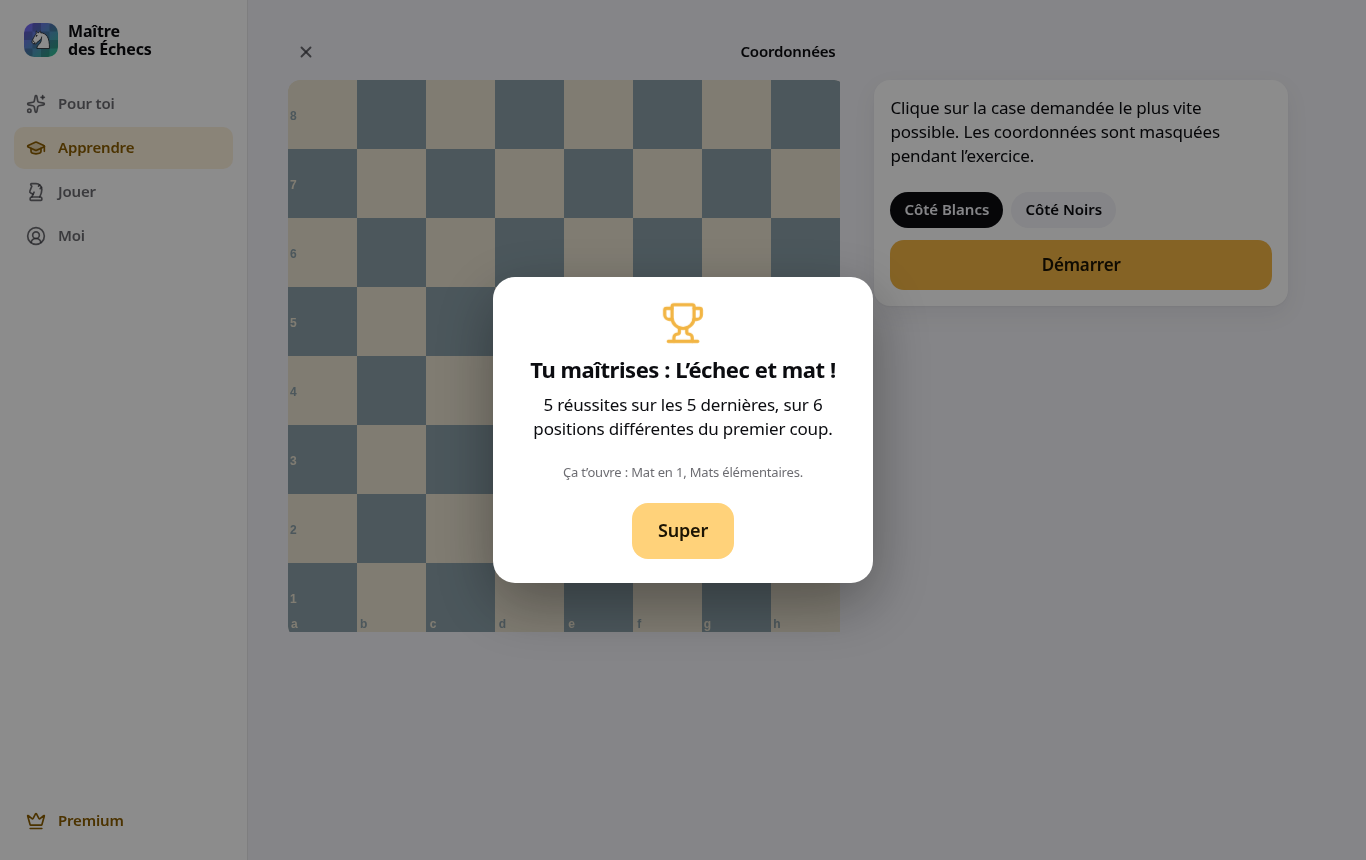 Maître
des Échecs
Pour toi
Apprendre
Jouer
Moi
Premium
Coordonnées
8
7
6
5
4
3
2
1
a
b
c
d
e
f
g
h
Clique sur la case demandée le plus vite
possible. Les coordonnées sont masquées
pendant l’exercice.
Côté Blancs
Côté Noirs
Démarrer
Tu maîtrises : L’échec et mat !
5 réussites sur les 5 dernières, sur 6
positions différentes du premier coup.
Ça t’ouvre : Mat en 1, Mats élémentaires.
Super